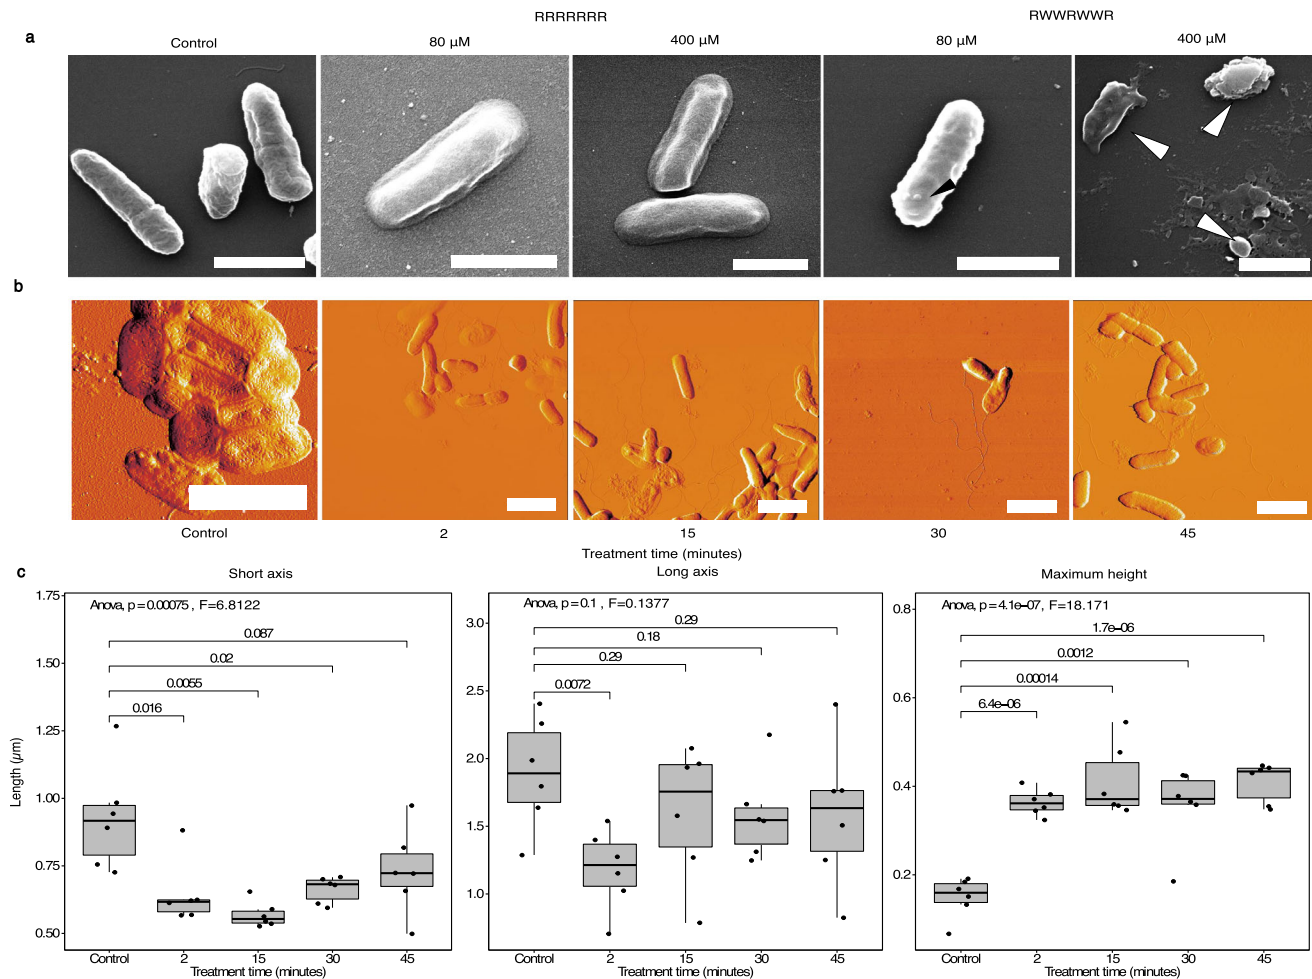 RRRRRRR RWWRWWR
a
Control 80 µM 400 µM 80 µM 400 µM
b
Control 2 15 30 45
Treatment time (minutes)
c
Short axis Long axis Maximum height
Anova, p = 0.00075 , F=6.8122
0.087
0.02
0.0055
0.016
1.75
1.50
1.25
1.00
0.75
0.50
Length (µm)
Control 2 15 30 45
Treatment time (minutes)
Anova, p = 0.1 , F=0.1377
0.29
0.18
0.29
0.0072
3.0
2.5
2.0
1.5
1.0
Control 2 15 30 45
Treatment time (minutes)
Anova, p = 4.1e−07, F=18.171
1.7e−06
0.0012
0.00014
6.4e−06
0.8
0.6
0.4
0.2
Control 2 15 30 45
Treatment time (minutes)